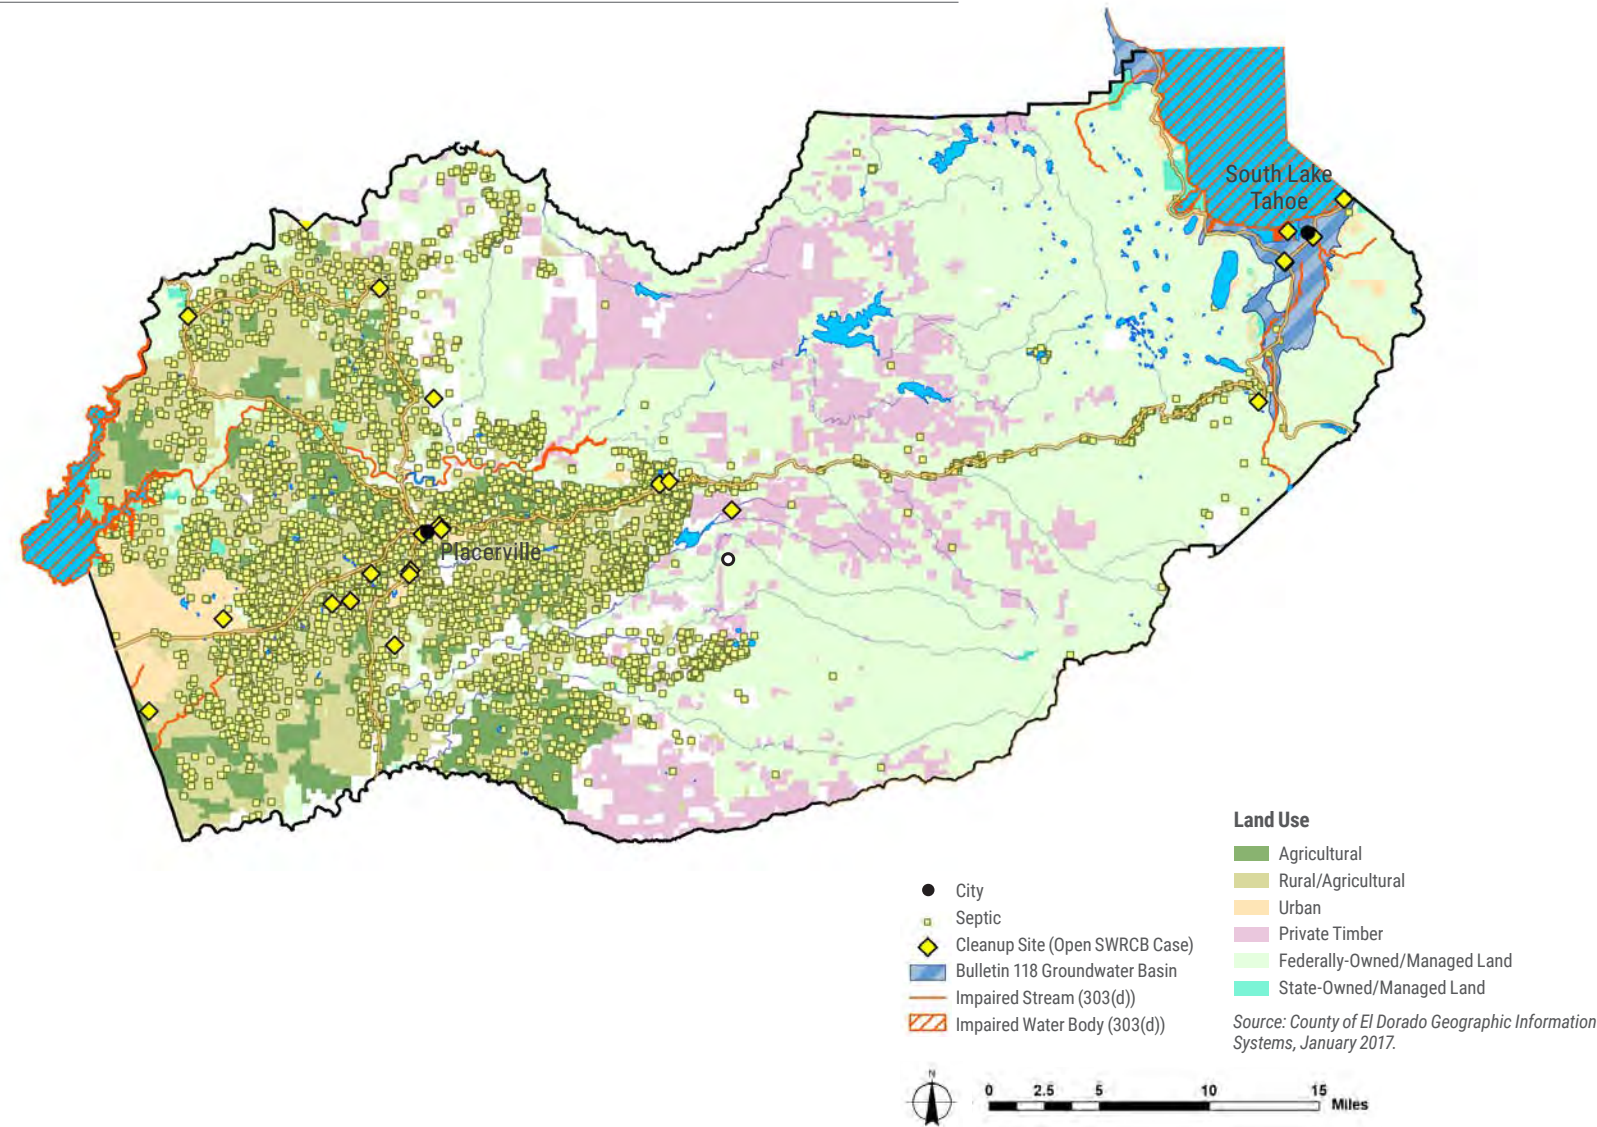 South Lake
Tahoe
Placerville
City
Septic
Cleanup Site (Open SWRCB Case)
Bulletin 118 Groundwater Basin
Impaired Stream (303(d))
Impaired Water Body (303(d))
Land Use
Agricultural
Rural/Agricultural
Urban
Private Timber
Federally-Owned/Managed Land
State-Owned/Managed Land
Source: County of El Dorado Geographic Information
Systems, January 2017.
N
0 2.5 5 10 15
Miles